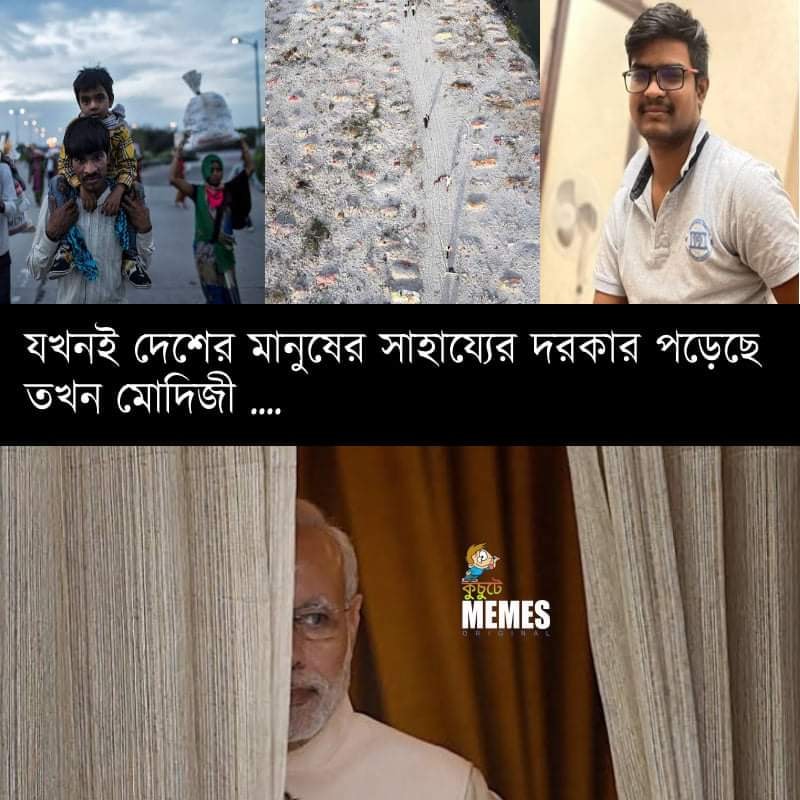 যখনই দেশের মানুষের সাহায্যের দরকার পড়েছে
তখন মোদিজী ....
কুচুটে
MEMES
ORIGINAL